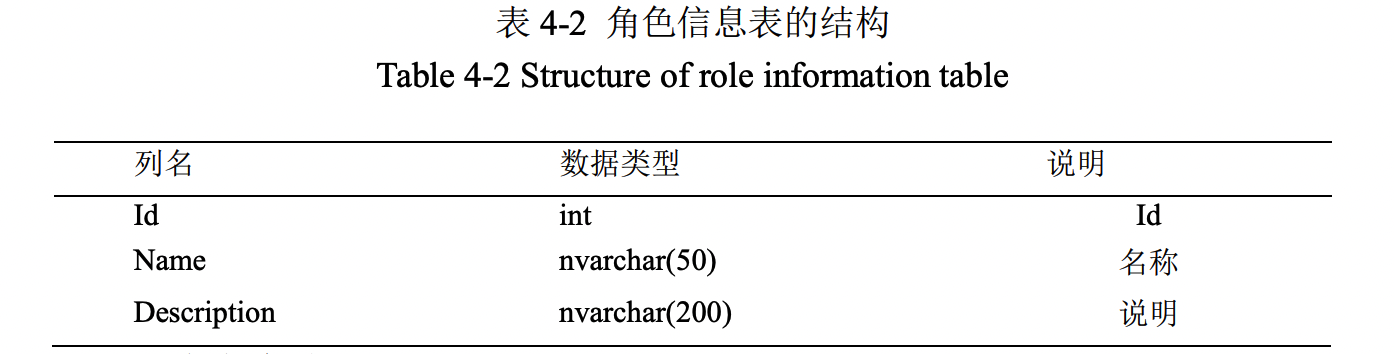 表 4-2 角色信息表的结构
Table 4-2 Structure of role information table
列名 数据类型 说明
Id int Id
Name nvarchar(50) 名称
Description nvarchar(200) 说明